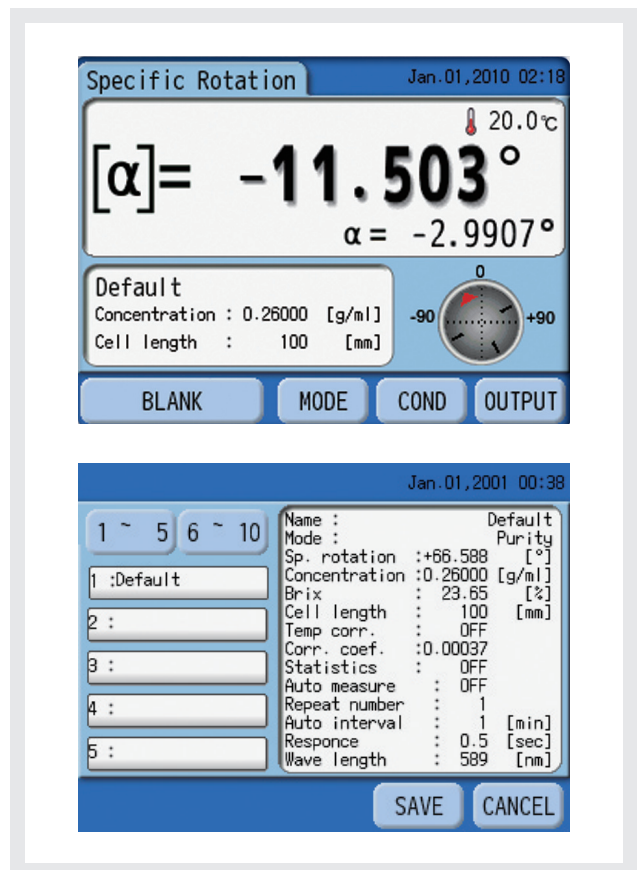 Specific Rotation Jan.01,2010 02:18
20.0℃
[α]= -11.503°
α = -2.9907°
Default
Concentration : 0.26000 [g/ml]
Cell length : 100 [mm]
0
-90 +90
BLANK MODE COND OUTPUT
Jan.01,2001 00:38
1 ~ 5 6 ~ 10
1 :Default
2 :
3 :
4 :
5 :
Name : Default
Mode : Purity
Sp. rotation :+66.588 [°]
Concentration :0.26000 [g/ml]
Brix : 23.65 [%]
Cell length : 100 [mm]
Temp corr. : OFF
Corr. coef. :0.00037
Statistics : OFF
Auto measure : OFF
Repeat number : 1
Auto interval : 1 [min]
Responce : 0.5 [sec]
Wave length : 589 [nm]
SAVE CANCEL